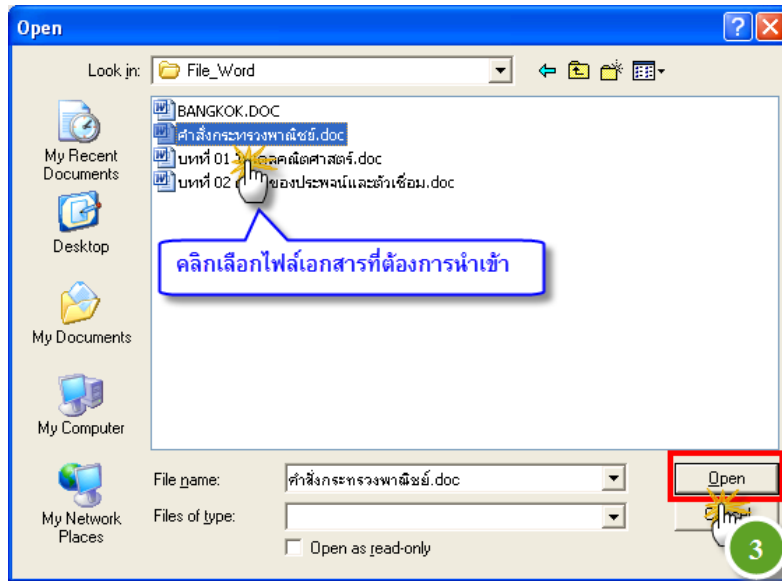 Open
Look in: File_Word
BANGKOK.DOC
คำสั่งกระทรวงพาณิชย์.doc
บทที่ 01 คณิตศาสตร์.doc
บทที่ 02 ของประพจน์และตัวเชื่อม.doc
My Recent
Documents
Desktop
คลิกเลือกไฟล์เอกสารที่ต้องการนำเข้า
My Documents
My Computer
My Network
Places
File name: คำสั่งกระทรวงพาณิชย์.doc
Open
Files of type:
Open as read-only
3